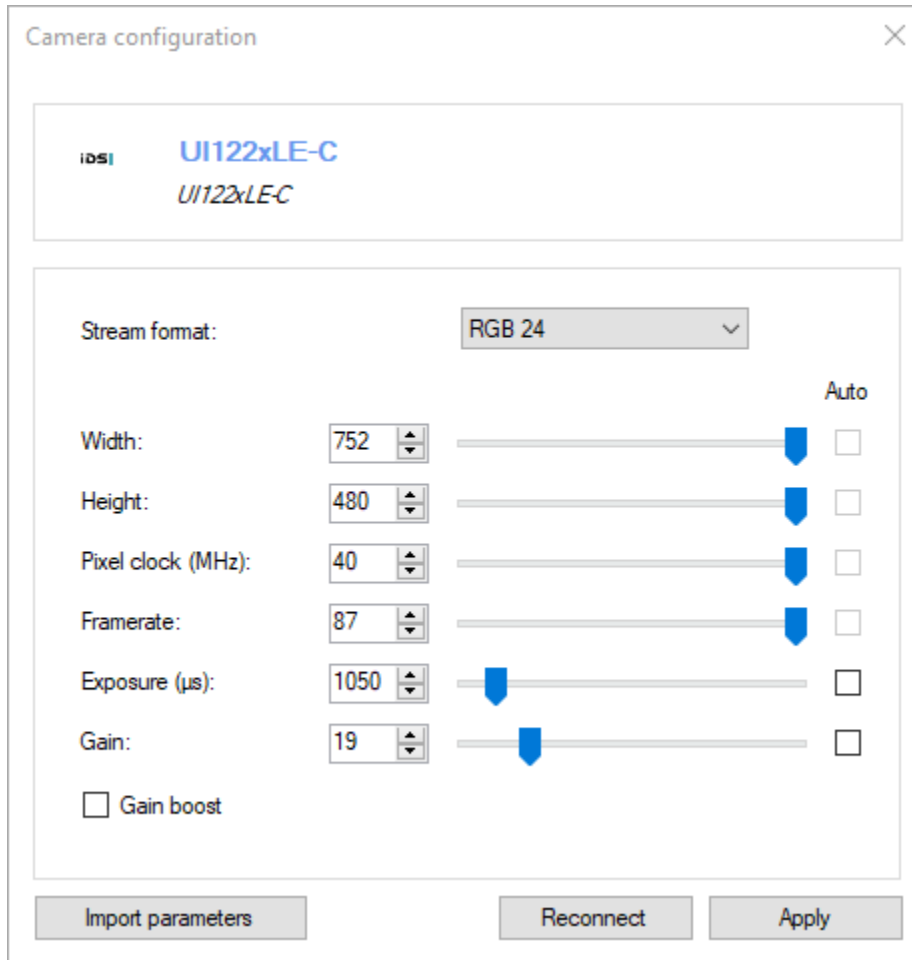 Camera configuration
iDS
UI122xLE-C
UI122xLE-C
Stream format: RGB 24
Auto
Width: 752
Height: 480
Pixel clock (MHz): 40
Framerate: 87
Exposure (µs): 1050
Gain: 19
Gain boost
Import parameters Reconnect Apply